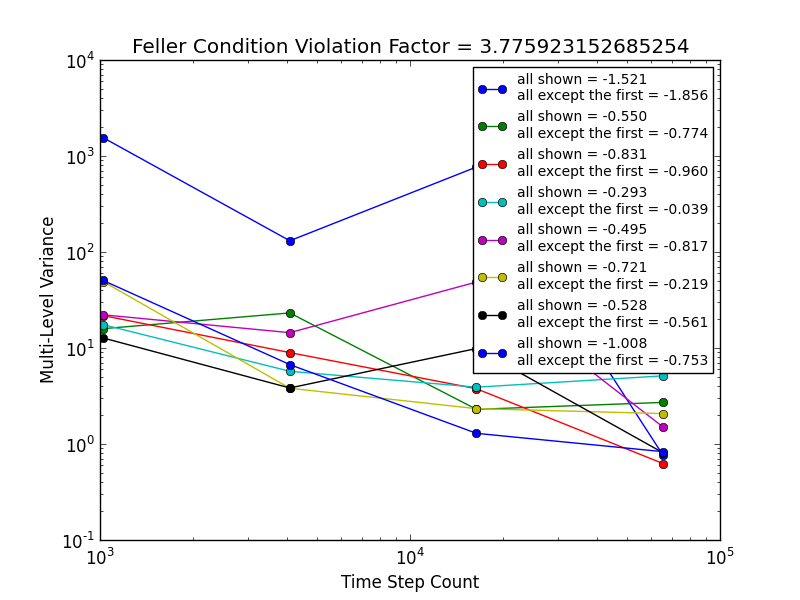 Feller Condition Violation Factor = 3.775923152685254
10^4
10^3
10^2
10^1
10^0
10^-1
Multi-Level Variance
all shown = -1.521
all except the first = -1.856
all shown = -0.550
all except the first = -0.774
all shown = -0.831
all except the first = -0.960
all shown = -0.293
all except the first = -0.039
all shown = -0.495
all except the first = -0.817
all shown = -0.721
all except the first = -0.219
all shown = -0.528
all except the first = -0.561
all shown = -1.008
all except the first = -0.753
10^3
10^4
10^5
Time Step Count